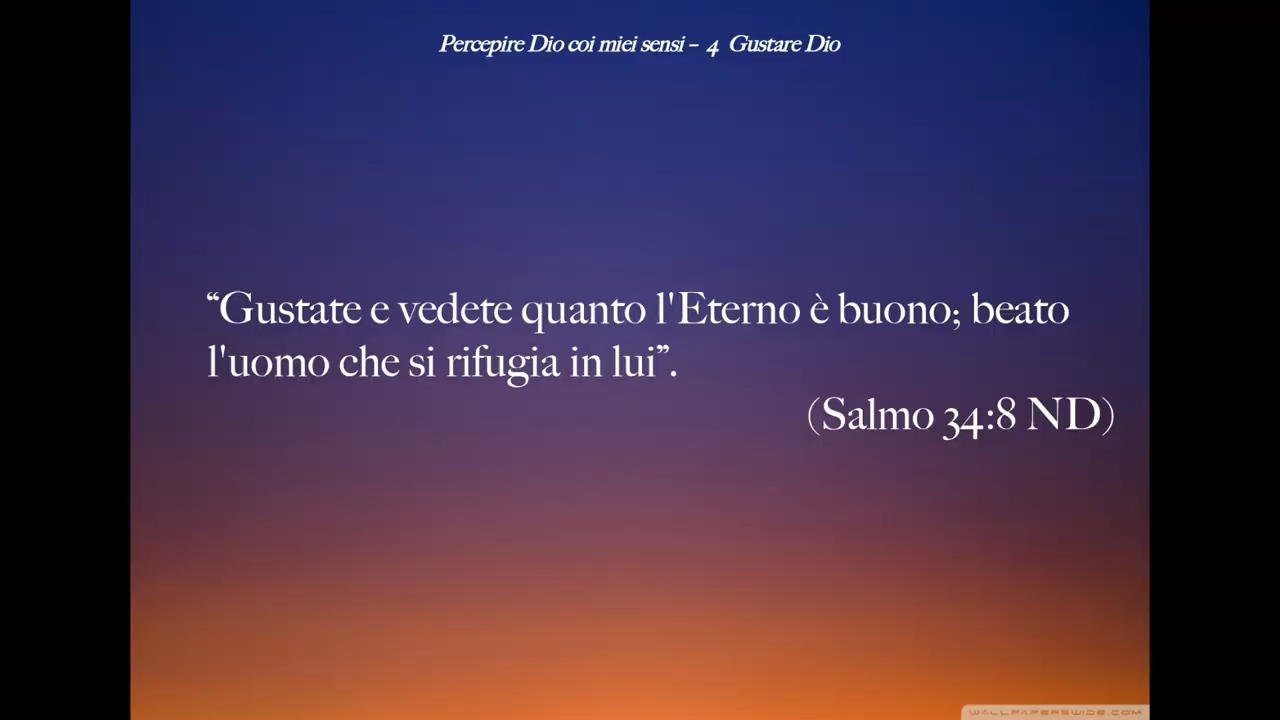 Percepire Dio coi miei sensi – 4 Gustare Dio
“Gustate e vedete quanto l'Eterno è buono; beato
l'uomo che si rifugia in lui”.
(Salmo 34:8 ND)
WALLPAPERSWIDE.COM